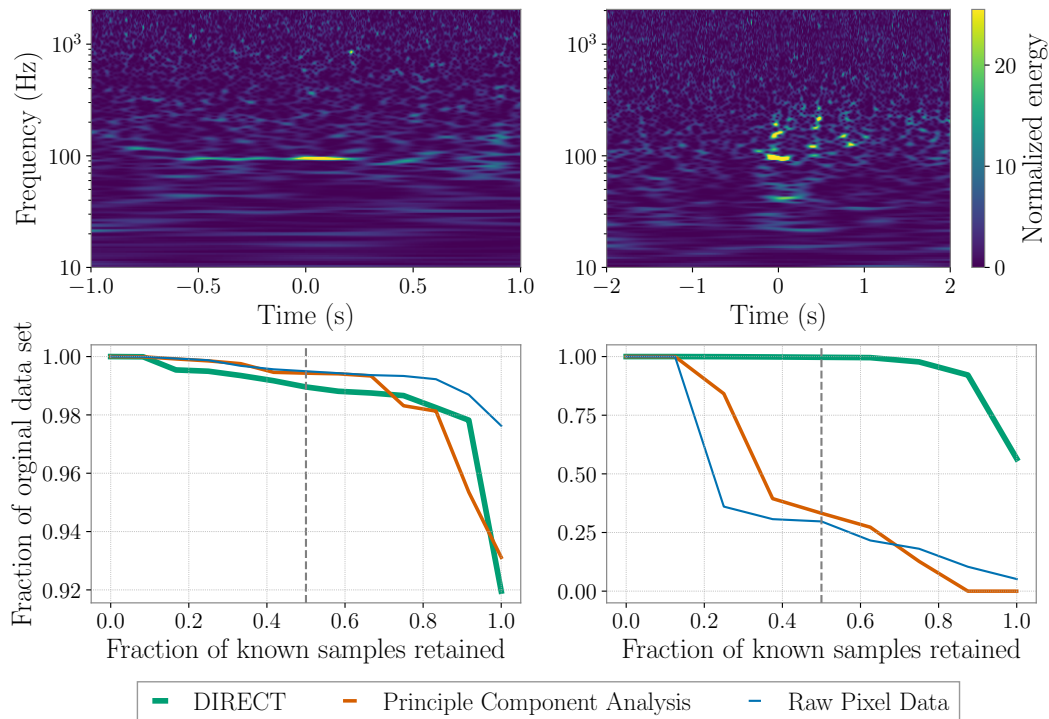 Frequency (Hz)
10³
100
10
−1.0 −0.5 0.0 0.5 1.0
Time (s)
10³
100
10
−2 −1 0 1 2
Time (s)
20
10
0
Normalized energy
Fraction of orginal data set
1.00
0.98
0.96
0.94
0.92
0.0 0.2 0.4 0.6 0.8 1.0
Fraction of known samples retained
1.00
0.75
0.50
0.25
0.00
0.0 0.2 0.4 0.6 0.8 1.0
Fraction of known samples retained
DIRECT Principle Component Analysis Raw Pixel Data